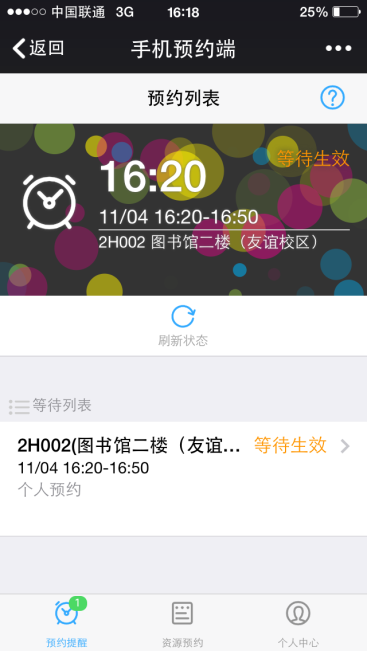 中国联通 3G 16:18 25%
返回 手机预约端
预约列表
等待生效
16:20
11/04 16:20-16:50
2H002 图书馆二楼（友谊校区）
刷新状态
等待列表
2H002(图书馆二楼（友谊... 等待生效
11/04 16:20-16:50
个人预约
1
预约提醒 资源预约 个人中心